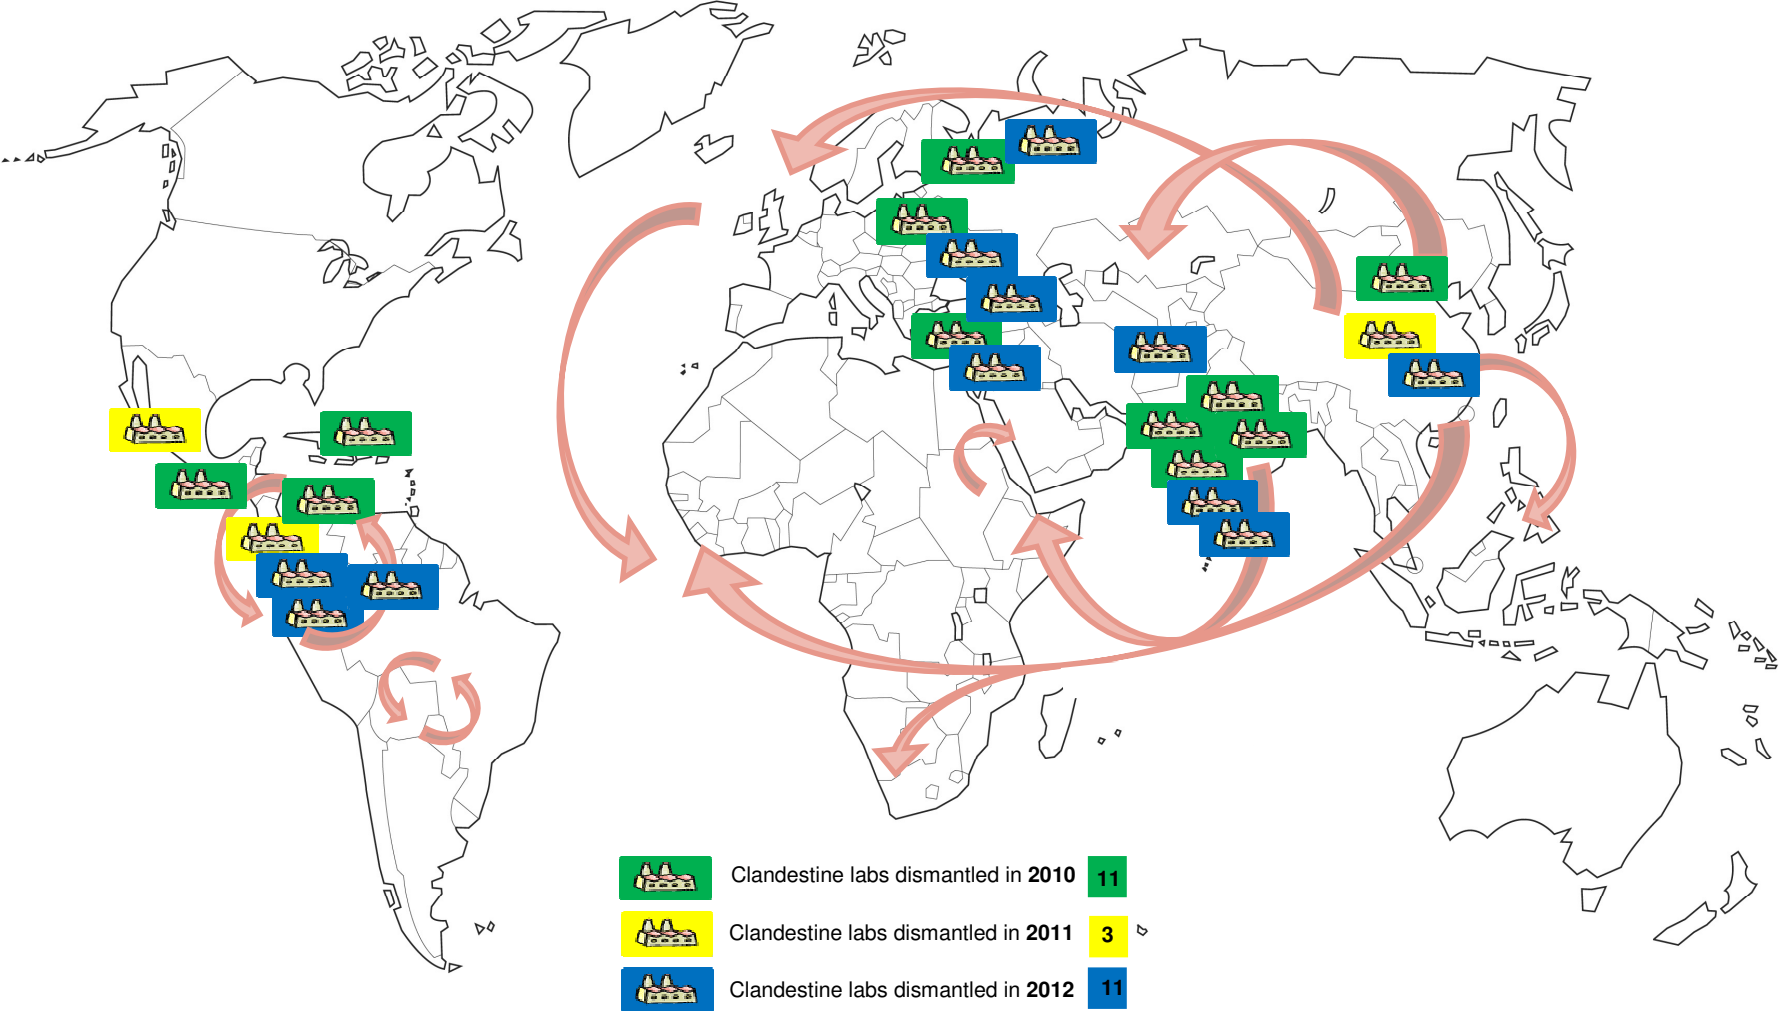 Clandestine labs dismantled in 2010 11
Clandestine labs dismantled in 2011 3
Clandestine labs dismantled in 2012 11